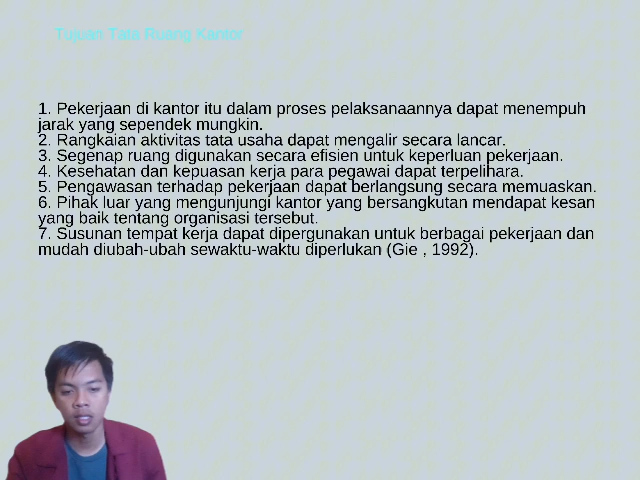 Tujuan Tata Ruang Kantor
1. Pekerjaan di kantor itu dalam proses pelaksanaannya dapat menempuh
jarak yang sependek mungkin.
2. Rangkaian aktivitas tata usaha dapat mengalir secara lancar.
3. Segenap ruang digunakan secara efisien untuk keperluan pekerjaan.
4. Kesehatan dan kepuasan kerja para pegawai dapat terpelihara.
5. Pengawasan terhadap pekerjaan dapat berlangsung secara memuaskan.
6. Pihak luar yang mengunjungi kantor yang bersangkutan mendapat kesan
yang baik tentang organisasi tersebut.
7. Susunan tempat kerja dapat dipergunakan untuk berbagai pekerjaan dan
mudah diubah-ubah sewaktu-waktu diperlukan (Gie , 1992).